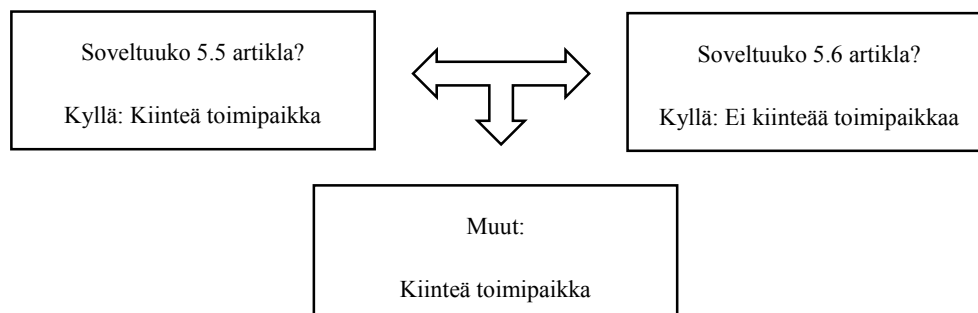 Soveltuuko 5.5 artikla?
Kyllä: Kiinteä toimipaikka
Soveltuuko 5.6 artikla?
Kyllä: Ei kiinteää toimipaikkaa
Muut:
Kiinteä toimipaikka